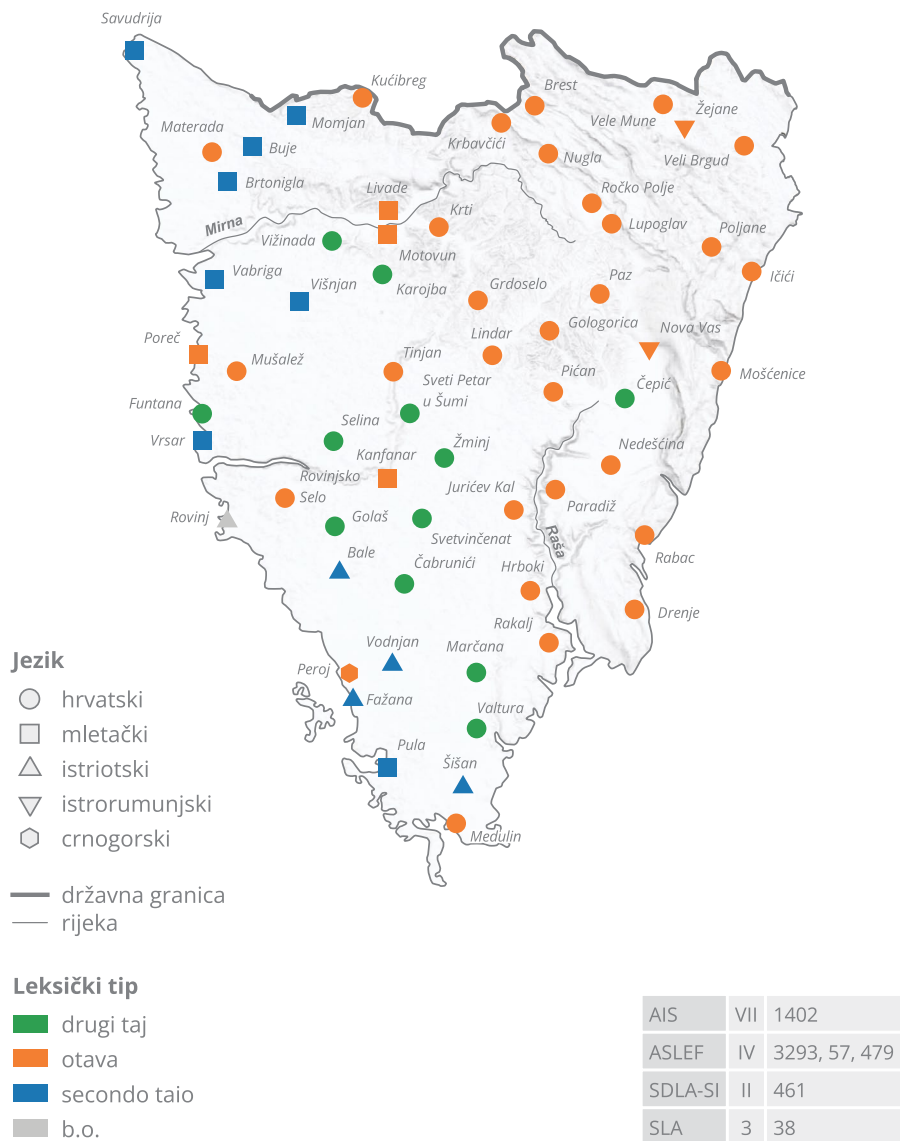 Savudrija
Kućibreg
Brest
Momjan
Vele Mune
Žejane
Materada
Krbavčići
Buje
Nugla
Veli Brgud
Brtonigla
Livade
Ročko Polje
Krti
Mirna
Lupoglav
Poljane
Vižinada
Motovun
Vabriga
Višnjan
Karojba
Grdoselo
Paz
Ičići
Gologorica
Nova Vas
Poreč
Lindar
Mušalež
Tinjan
Pićan
Mošćenice
Sveti Petar
u Šumi
Čepić
Funtana
Selina
Vrsar
Žminj
Nedešćina
Kanfanar
Rovinjsko
Selo
Jurićev Kal
Paradiž
Rovinj
Golaš
Svetvinčenat
Raša
Bale
Čabrunići
Hrboki
Rabac
Drenje
Rakalj
Vodnjan
Marčana
Peroj
Fažana
Valtura
Pula
Šišan
Medulin
Jezik
hrvatski
mletački
istriotski
istrorumunjski
crnogorski
državna granica
rijeka
Leksički tip
drugi taj
otava
secondo taio
b.o.
AIS VII 1402
ASLEF IV 3293, 57, 479
SDLA-SI II 461
SLA 3 38